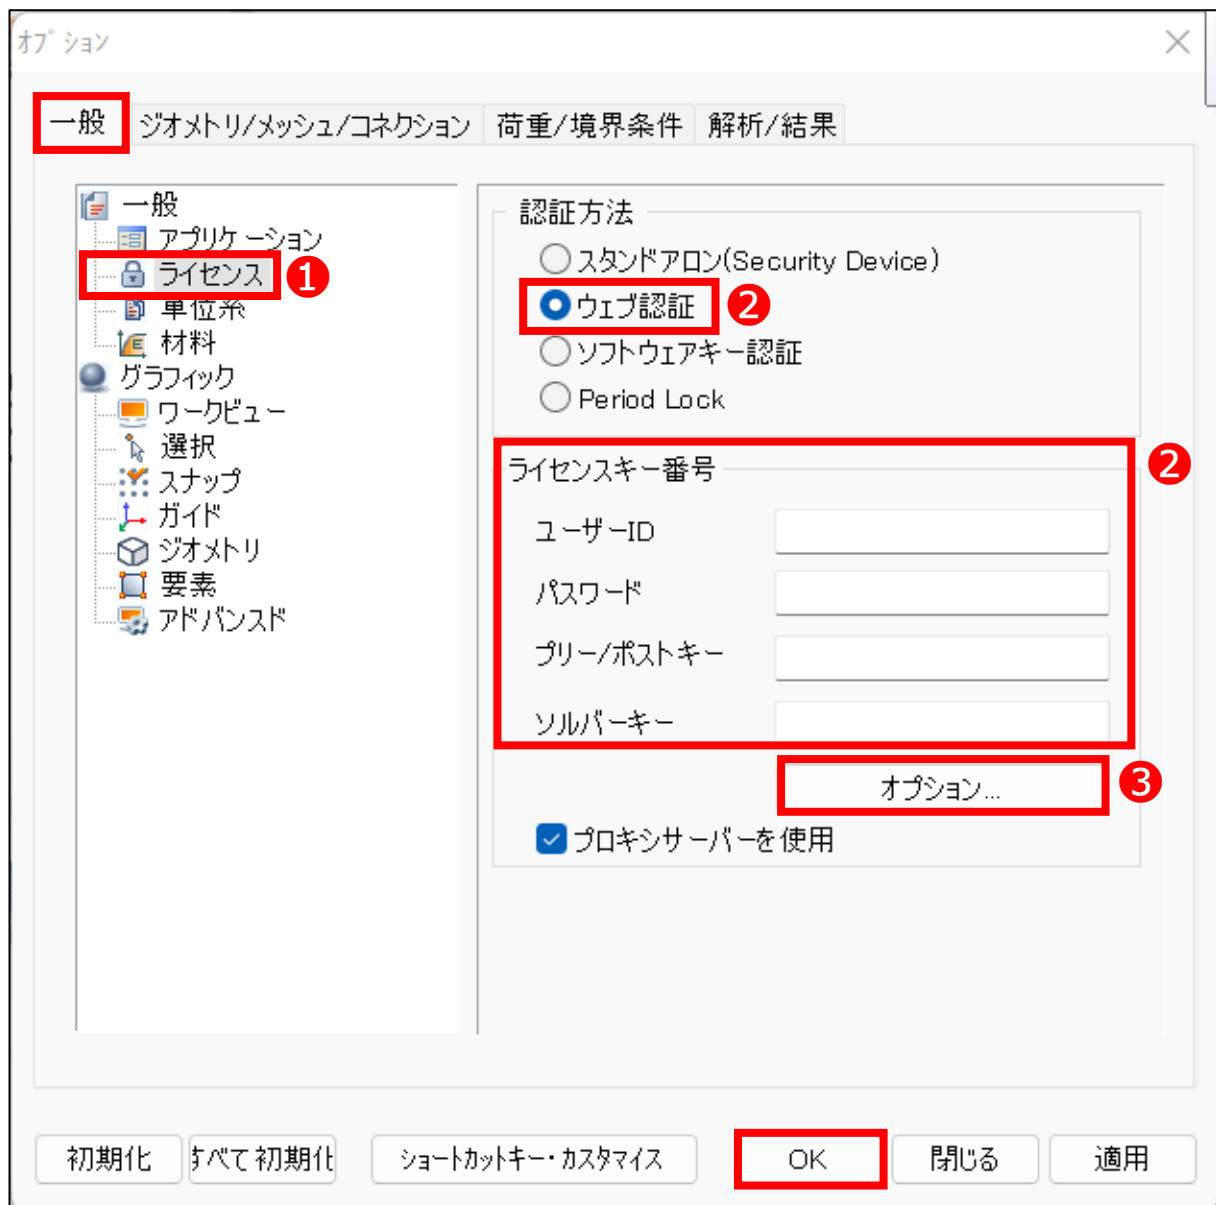 オプション
一般 ジオメトリ/メッシュ/コネクション 荷重/境界条件 解析/結果
一般
アプリケーション
ライセンス ❶
単位系
材料
グラフィック
ワークビュー
選択
スナップ
ガイド
ジオメトリ
要素
アドバンスド
認証方法
スタンドアロン(Security Device)
ウェブ認証 ❷
ソフトウェアキー認証
Period Lock
ライセンスキー番号 ❷
ユーザーID
パスワード
プリー/ポストキー
ソルバーキー
オプション... ❸
プロキシサーバーを使用
初期化 すべて初期化 ショートカットキー・カスタマイズ OK 閉じる 適用